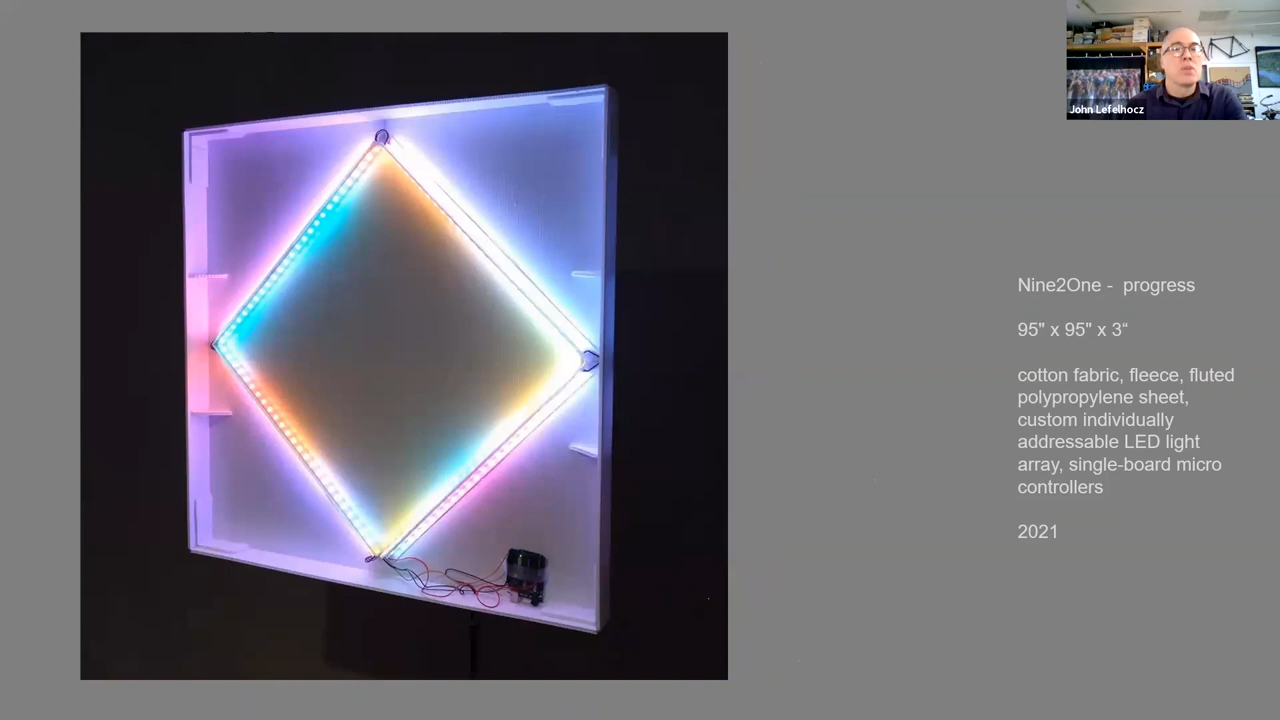 John Lefelhocz
Nine2One -  progress
95" x 95" x 3“
cotton fabric, fleece, fluted
polypropylene sheet,
custom individually
addressable LED light
array, single-board micro
controllers
2021